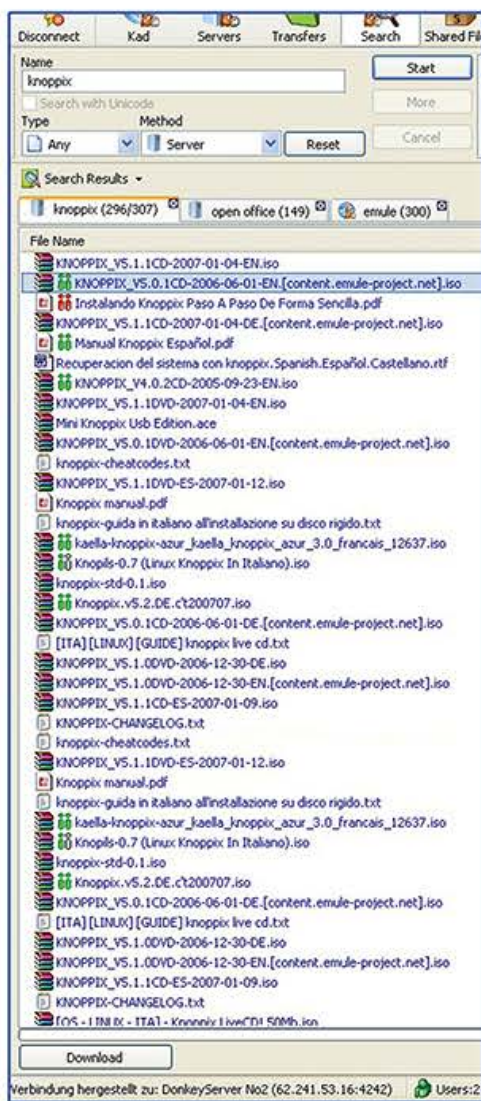 Disconnect Kad Servers Transfers Search Shared Fil
Name
knoppix
Start
Search with Unicode
More
Type Method
Any Server Reset Cancel
Search Results
knoppix (296/307) open office (149) emule (300)
File Name
KNOPPIX_V5.1.1CD-2007-01-04-EN.iso
KNOPPIX_V5.0.1CD-2006-06-01-EN.[content.emule-project.net].iso
Instalando Knoppix Paso A Paso De Forma Sencilla.pdf
KNOPPIX_V5.1.1CD-2007-01-04-DE.[content.emule-project.net].iso
Manual Knoppix Español.pdf
Recuperacion del sistema con knoppix.Spanish.Español.Castellano.rtf
KNOPPIX_V4.0.2CD-2005-09-23-EN.iso
KNOPPIX_V5.1.1DVD-2007-01-04-EN.iso
Mini Knoppix Usb Edition.ace
KNOPPIX_V5.0.1DVD-2006-06-01-EN.[content.emule-project.net].iso
knoppix-cheatcodes.txt
KNOPPIX_V5.1.1DVD-ES-2007-01-12.iso
Knoppix manual.pdf
knoppix-guida in italiano all'installazione su disco rigido.txt
kaella-knoppix-azur_kaella_knoppix_azur_3.0_francais_12637.iso
Knopils-0.7 (Linux Knoppix In Italiano).iso
knoppix-std-0.1.iso
Knoppix.v5.2.DE.c't200707.iso
KNOPPIX_V5.0.1CD-2006-06-01-DE.[content.emule-project.net].iso
[ITA] [LINUX] [GUIDE] knoppix live cd.txt
KNOPPIX_V5.1.0DVD-2006-12-30-DE.iso
KNOPPIX_V5.1.0DVD-2006-12-30-EN.[content.emule-project.net].iso
KNOPPIX_V5.1.1CD-ES-2007-01-09.iso
KNOPPIX-CHANGELOG.txt
knoppix-cheatcodes.txt
KNOPPIX_V5.1.1DVD-ES-2007-01-12.iso
Knoppix manual.pdf
knoppix-guida in italiano all'installazione su disco rigido.txt
kaella-knoppix-azur_kaella_knoppix_azur_3.0_francais_12637.iso
Knopils-0.7 (Linux Knoppix In Italiano).iso
knoppix-std-0.1.iso
Knoppix.v5.2.DE.c't200707.iso
KNOPPIX_V5.0.1CD-2006-06-01-DE.[content.emule-project.net].iso
[ITA] [LINUX] [GUIDE] knoppix live cd.txt
KNOPPIX_V5.1.0DVD-2006-12-30-DE.iso
KNOPPIX_V5.1.0DVD-2006-12-30-EN.[content.emule-project.net].iso
KNOPPIX_V5.1.1CD-ES-2007-01-09.iso
KNOPPIX-CHANGELOG.txt
[OS - LINUX - ITA] - Knoppix LiveCD! 50Mb.iso
Download
Verbindung hergestellt zu: DonkeyServer No2 (62.241.53.16:4242) Users:2